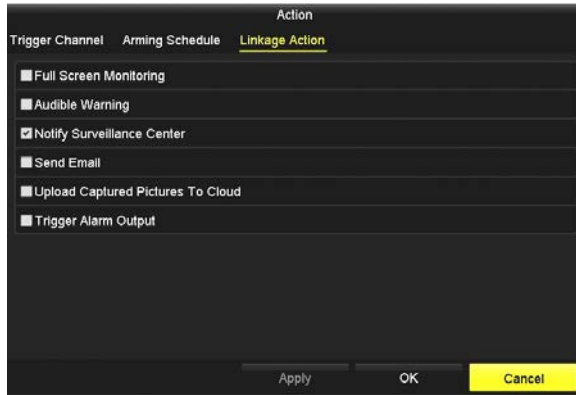 Action
Trigger Channel Arming Schedule Linkage Action
Full Screen Monitoring
Audible Warning
Notify Surveillance Center
Send Email
Upload Captured Pictures To Cloud
Trigger Alarm Output
Apply OK Cancel